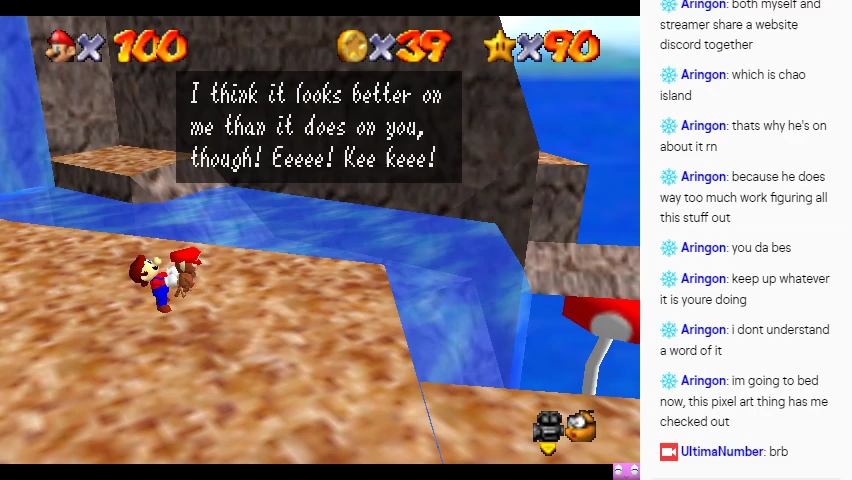 ×100 ×39 ×90
I think it looks better on
me than it does on you,
though! Eeeee! Kee keee!
Aringon: both myself and
streamer share a website
discord together
Aringon: which is chao
island
Aringon: thats why he's on
about it rn
Aringon: because he does
way too much work figuring all
this stuff out
Aringon: you da bes
Aringon: keep up whatever
it is youre doing
Aringon: i dont understand
a word of it
Aringon: im going to bed
now, this pixel art thing has me
checked out
UltimaNumber: brb